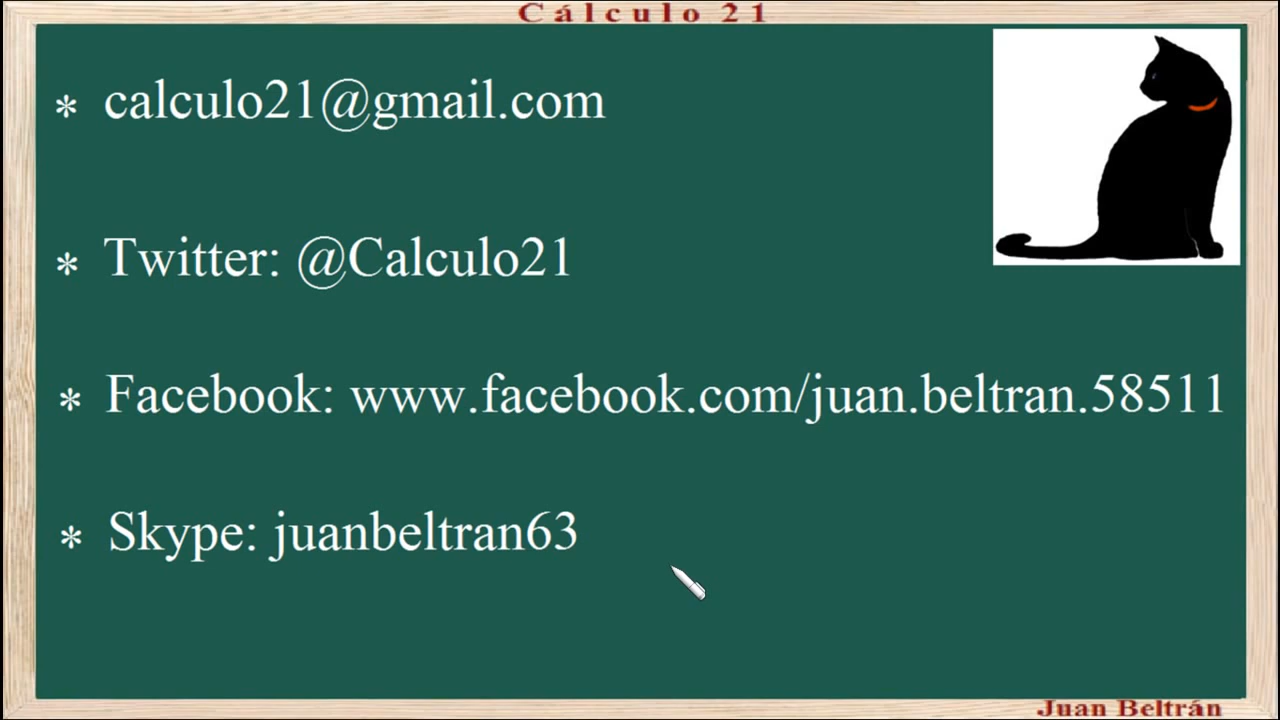 Cálculo 21
* calculo21@gmail.com
* Twitter: @Calculo21
* Facebook: www.facebook.com/juan.beltran.58511
* Skype: juanbeltran63
Juan Beltrán